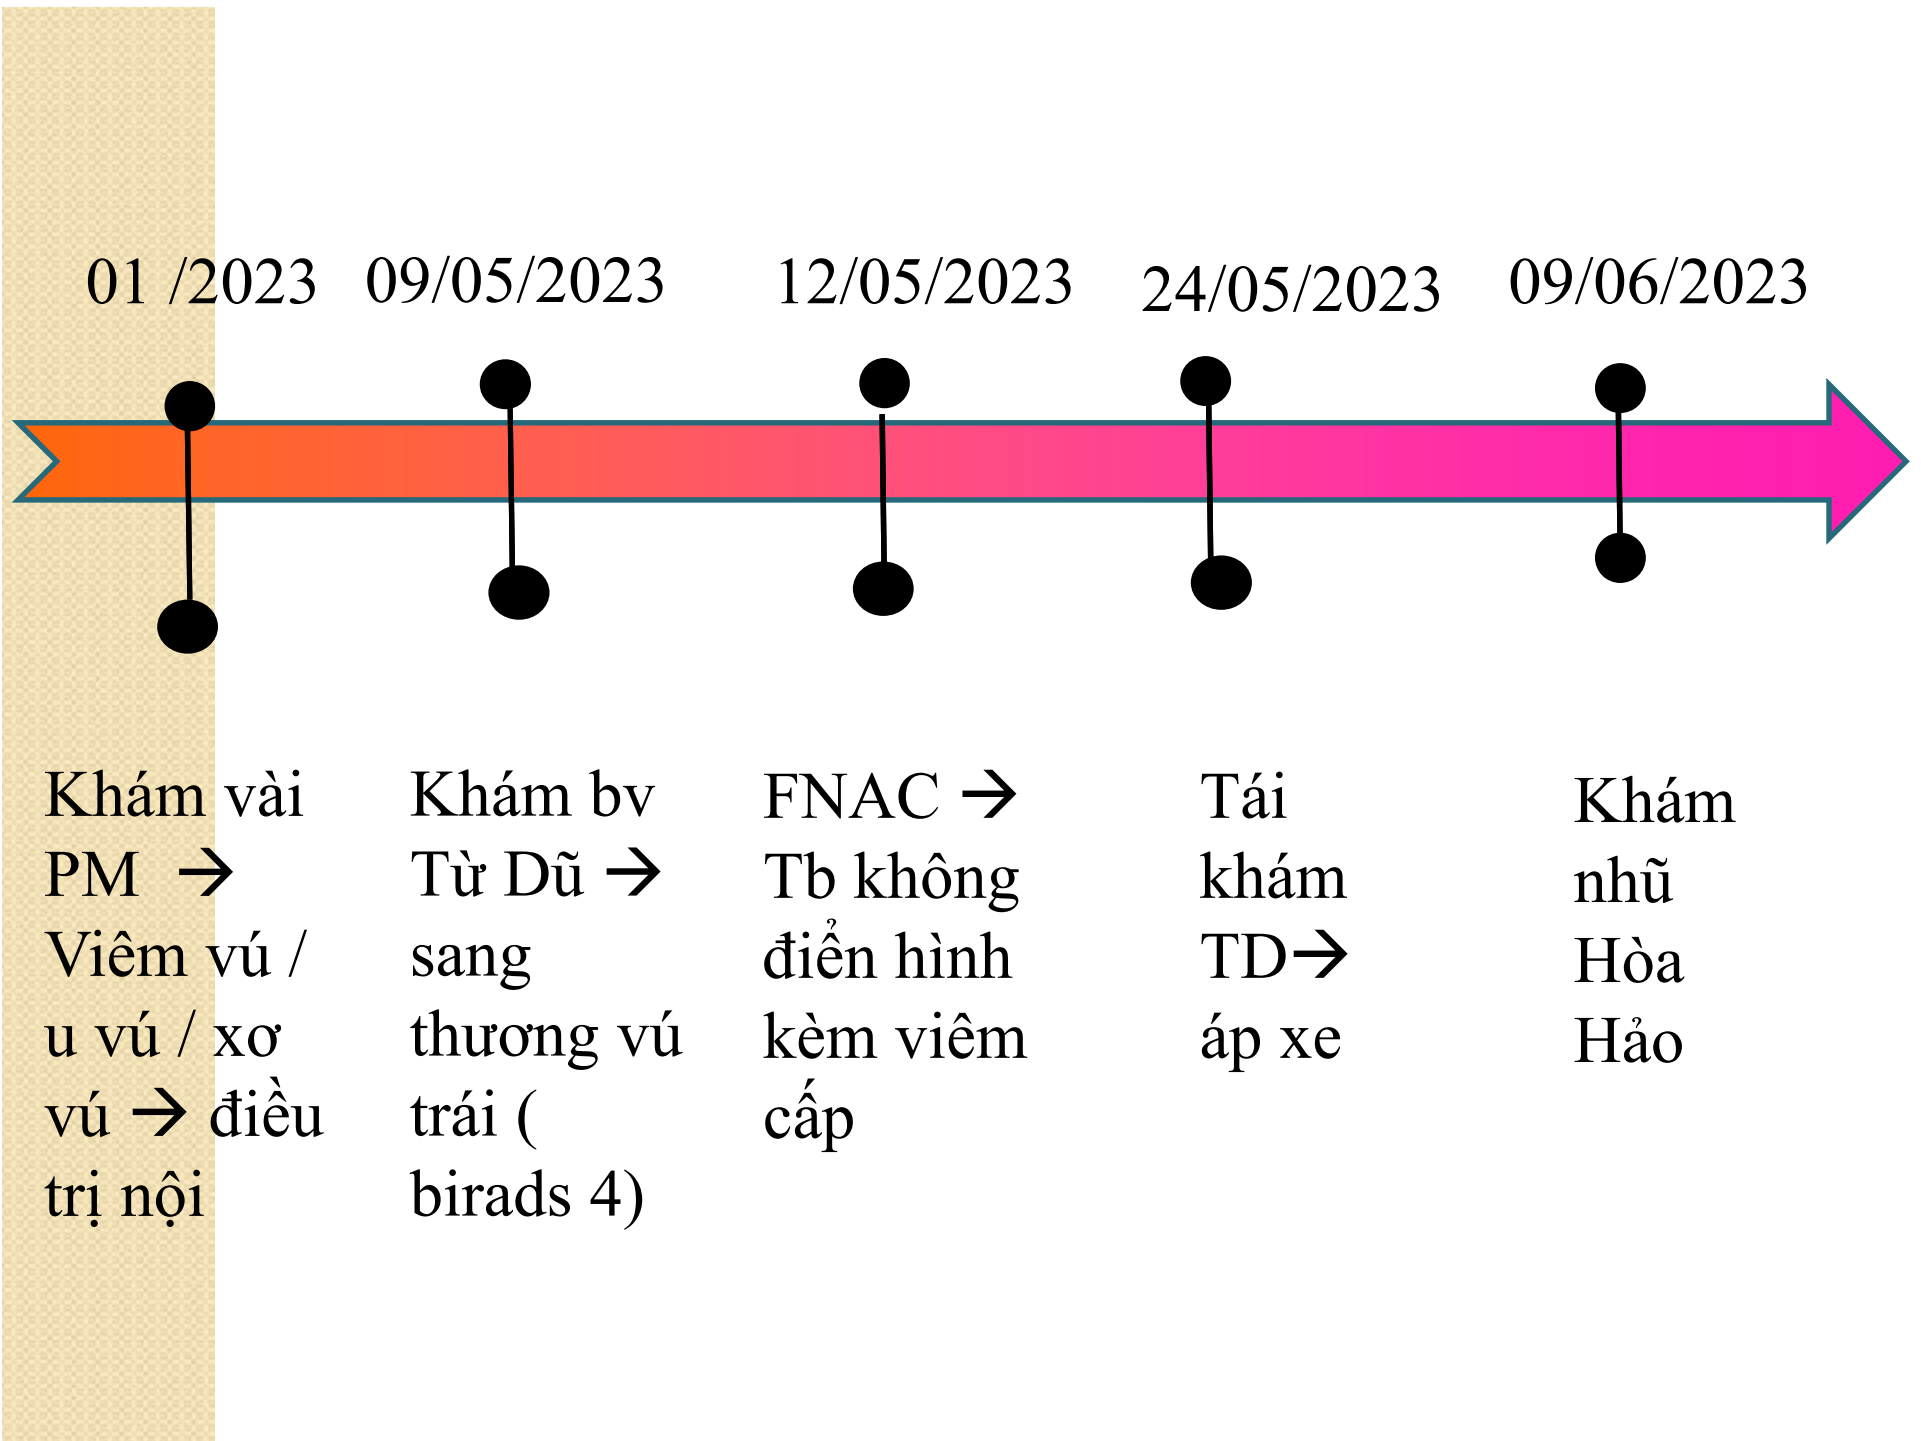 01 /2023
09/05/2023
12/05/2023
24/05/2023
09/06/2023
Khám vài
PM →
Viêm vú /
u vú / xơ
vú → điều
trị nội
Khám bv
Từ Dũ →
sang
thương vú
trái (
birads 4)
FNAC →
Tb không
điển hình
kèm viêm
cấp
Tái
khám
TD→
áp xe
Khám
nhũ
Hòa
Hảo